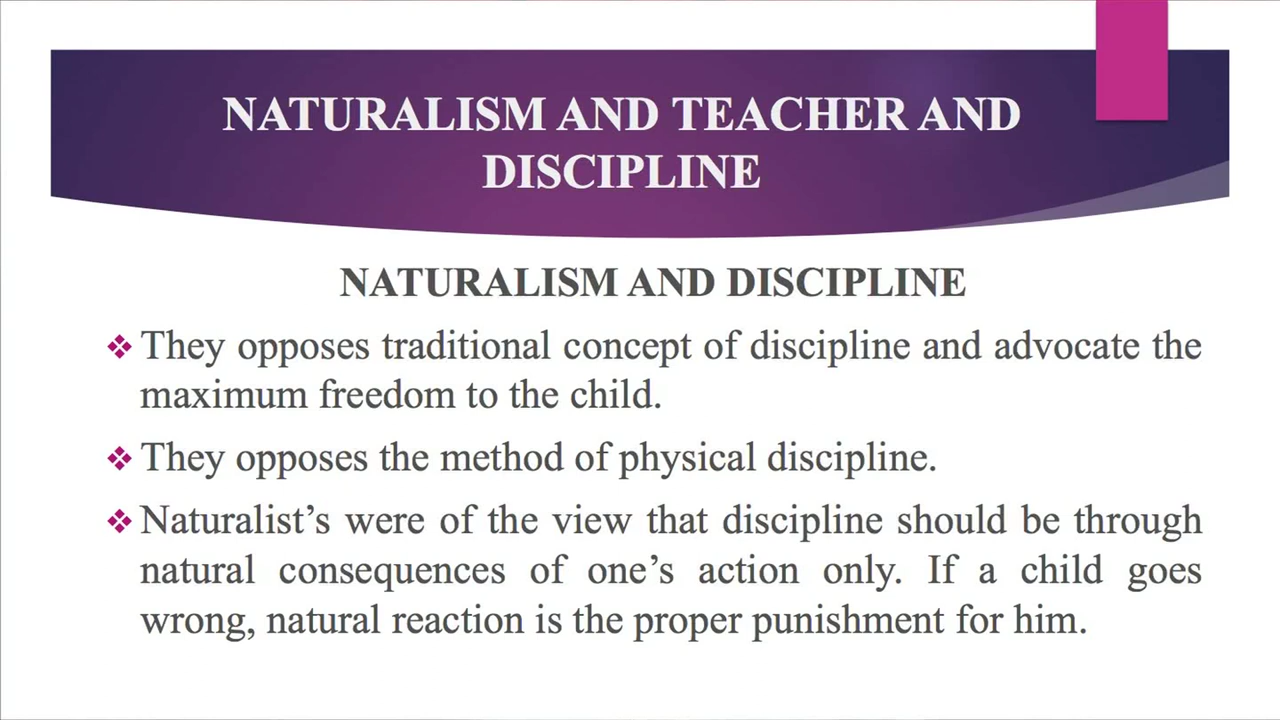 NATURALISM AND TEACHER AND
DISCIPLINE
NATURALISM AND DISCIPLINE
❖ They opposes traditional concept of discipline and advocate the
maximum freedom to the child.
❖ They opposes the method of physical discipline.
❖ Naturalist’s were of the view that discipline should be through
natural consequences of one’s action only. If a child goes
wrong, natural reaction is the proper punishment for him.